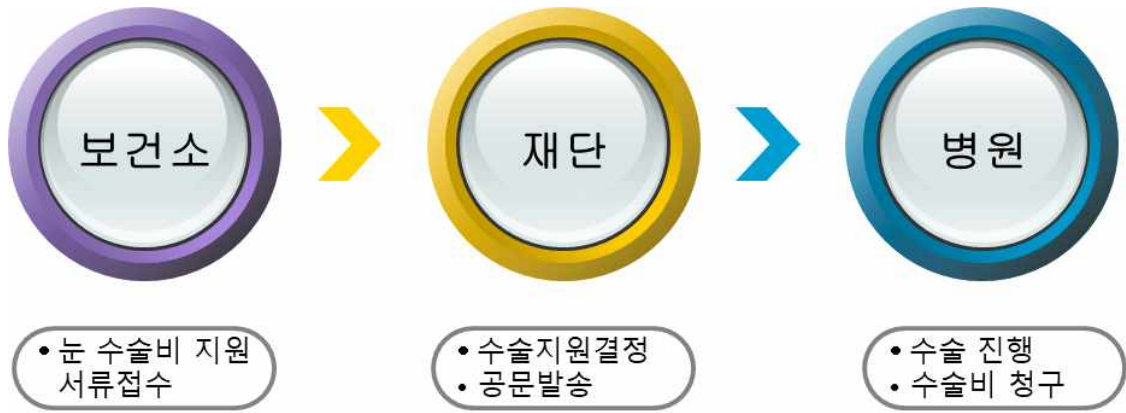 보건소
재단
병원
• 눈 수술비 지원
서류접수
• 수술지원결정
• 공문발송
• 수술 진행
• 수술비 청구